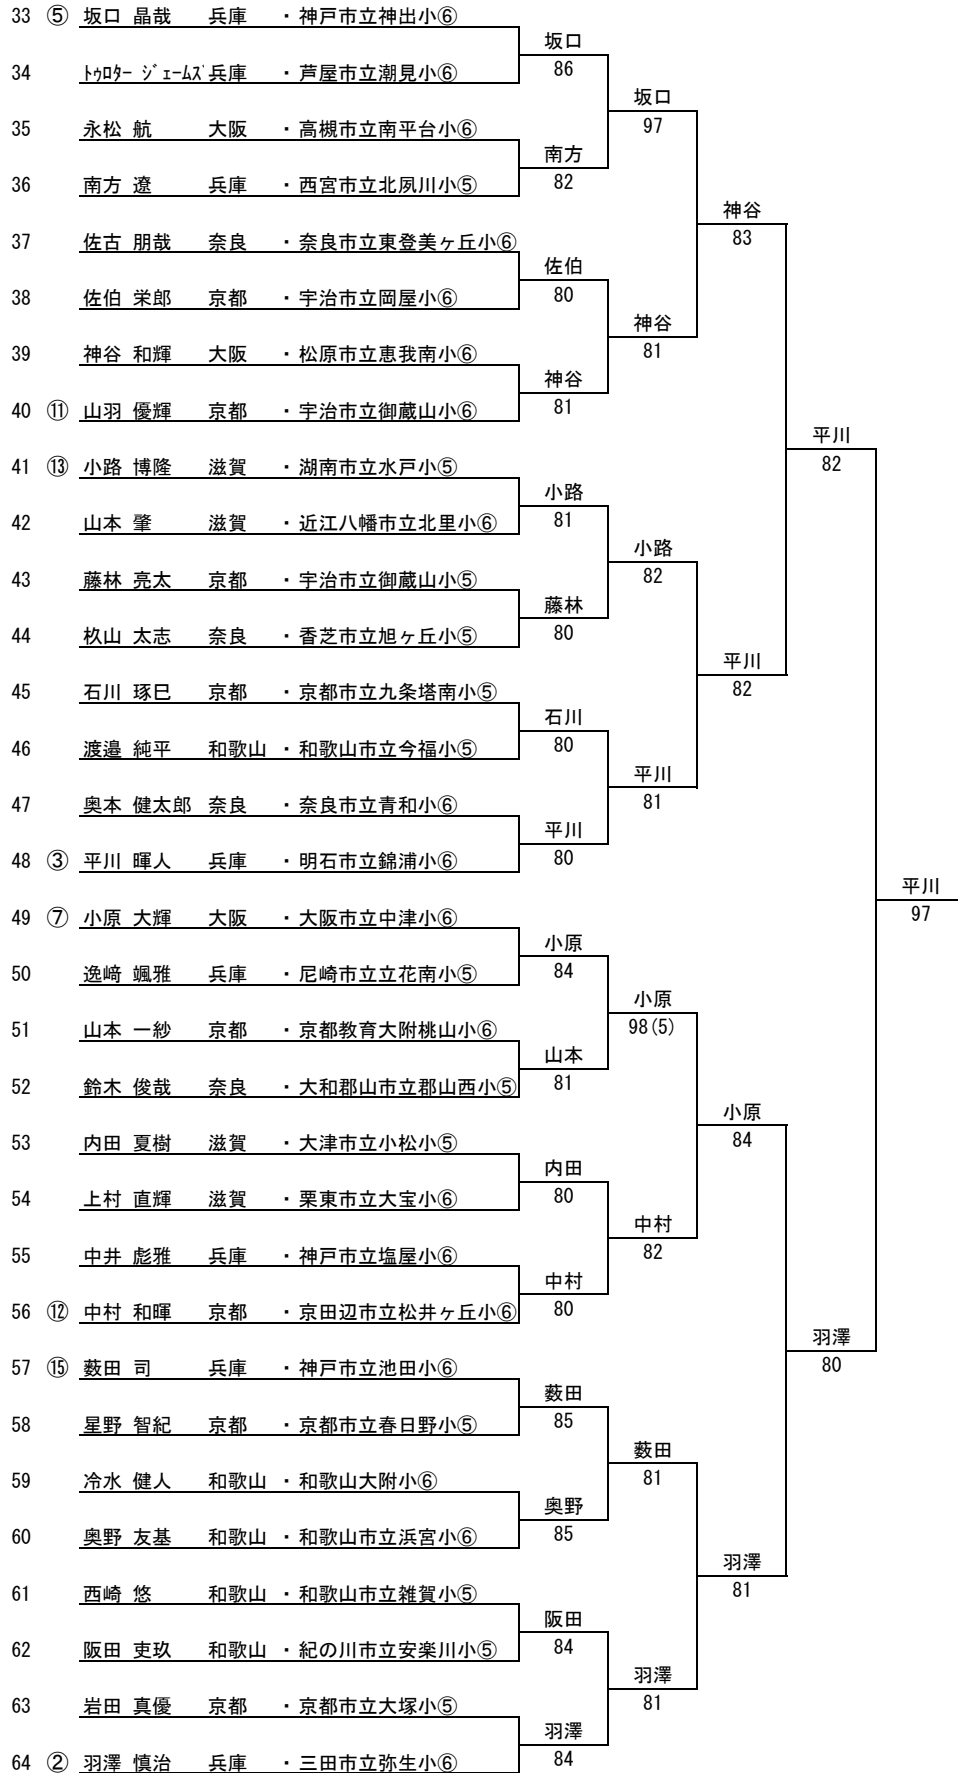 33 ⑤ 坂口 晶哉 兵庫 ・神戸市立神出小⑥
坂口
34 トゥロター ジェームズ 兵庫 ・芦屋市立潮見小⑥
86
坂口
35 永松 航 大阪 ・高槻市立南平台小⑥
97
南方
36 南方 遼 兵庫 ・西宮市立北夙川小⑤
82
神谷
37 佐古 朋哉 奈良 ・奈良市立東登美ヶ丘小⑥
83
佐伯
38 佐伯 栄郎 京都 ・宇治市立岡屋小⑥
80
神谷
39 神谷 和輝 大阪 ・松原市立恵我南小⑥
81
神谷
40 ⑪ 山羽 優輝 京都 ・宇治市立御蔵山小⑥
81
平川
41 ⑬ 小路 博隆 滋賀 ・湖南市立水戸小⑤
82
小路
42 山本 肇 滋賀 ・近江八幡市立北里小⑥
81
小路
43 藤林 亮太 京都 ・宇治市立御蔵山小⑤
82
藤林
44 杦山 太志 奈良 ・香芝市立旭ヶ丘小⑤
80
平川
45 石川 琢巳 京都 ・京都市立九条塔南小⑤
82
石川
46 渡邉 純平 和歌山 ・和歌山市立今福小⑤
80
平川
47 奥本 健太郎 奈良 ・奈良市立青和小⑥
81
平川
48 ③ 平川 暉人 兵庫 ・明石市立錦浦小⑥
80
平川
49 ⑦ 小原 大輝 大阪 ・大阪市立中津小⑥
97
小原
50 逸﨑 颯雅 兵庫 ・尼崎市立立花南小⑤
84
小原
51 山本 一紗 京都 ・京都教育大附桃山小⑥
98(5)
山本
52 鈴木 俊哉 奈良 ・大和郡山市立郡山西小⑤
81
小原
53 内田 夏樹 滋賀 ・大津市立小松小⑤
84
内田
54 上村 直輝 滋賀 ・栗東市立大宝小⑥
80
中村
55 中井 彪雅 兵庫 ・神戸市立塩屋小⑥
82
中村
56 ⑫ 中村 和暉 京都 ・京田辺市立松井ヶ丘小⑥
80
羽澤
57 ⑮ 薮田 司 兵庫 ・神戸市立池田小⑥
80
薮田
58 星野 智紀 京都 ・京都市立春日野小⑤
85
薮田
59 冷水 健人 和歌山 ・和歌山大附小⑥
81
奥野
60 奥野 友基 和歌山 ・和歌山市立浜宮小⑥
85
羽澤
61 西崎 悠 和歌山 ・和歌山市立雑賀小⑤
81
阪田
62 阪田 吏玖 和歌山 ・紀の川市立安楽川小⑤
84
羽澤
63 岩田 真優 京都 ・京都市立大塚小⑤
81
羽澤
64 ② 羽澤 慎治 兵庫 ・三田市立弥生小⑥
84